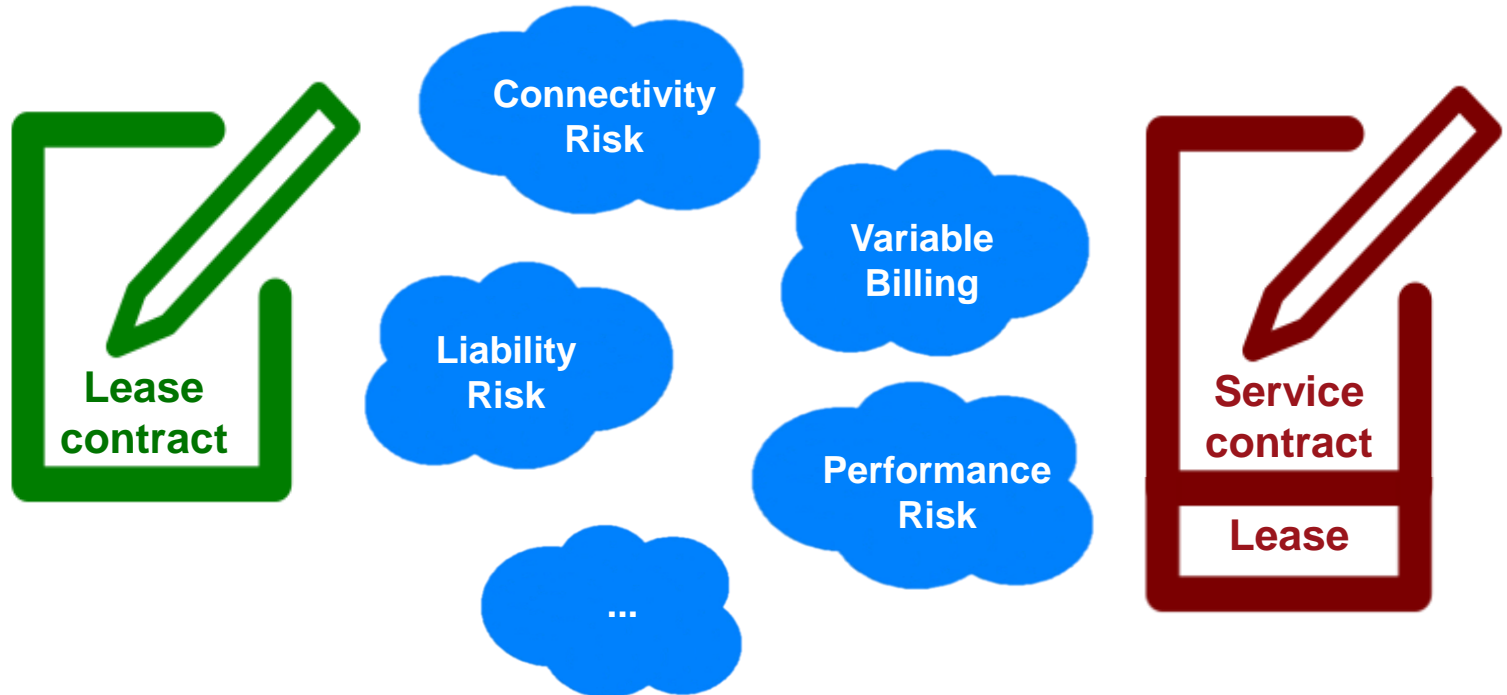 Connectivity
Risk
Variable
Billing
Liability
Risk
Lease
contract
Performance
Risk
Service
contract
Lease
...